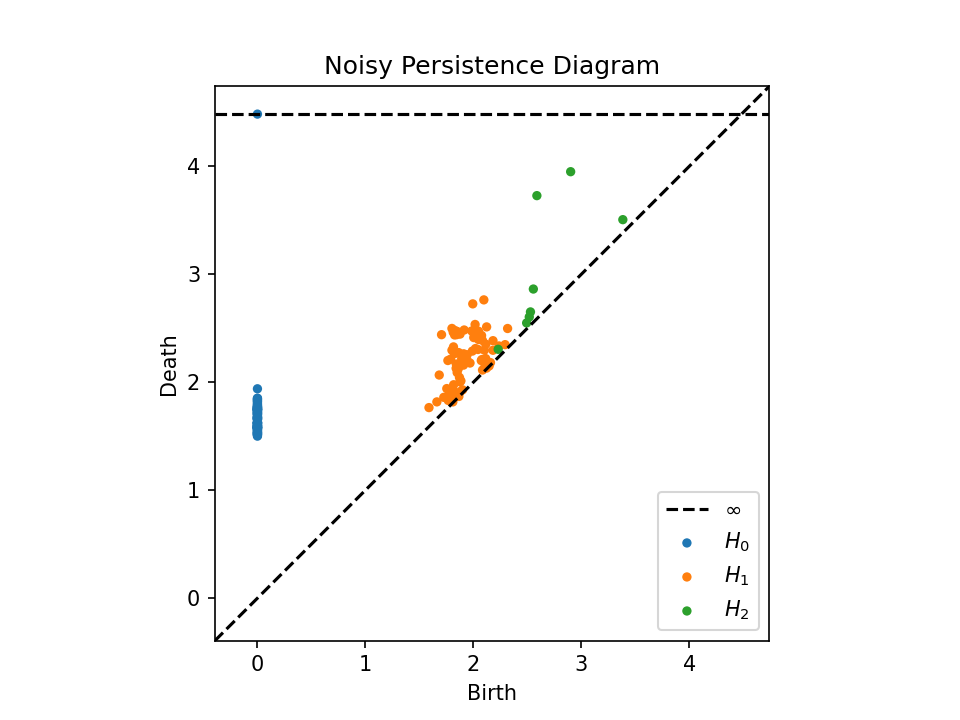 Noisy Persistence Diagram
Death
4
3
2
1
0
0 1 2 3 4
Birth
∞
H₀
H₁
H₂